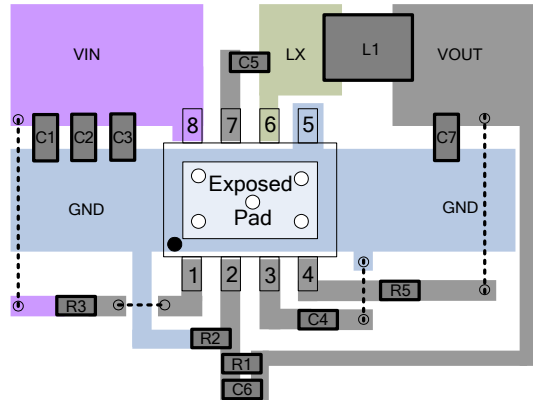 VIN
LX
L1
VOUT
C5
C1
C2
C3
8
7
6
5
C7
Exposed
Pad
GND
GND
1
2
3
4
R3
R5
C4
R2
R1
C6